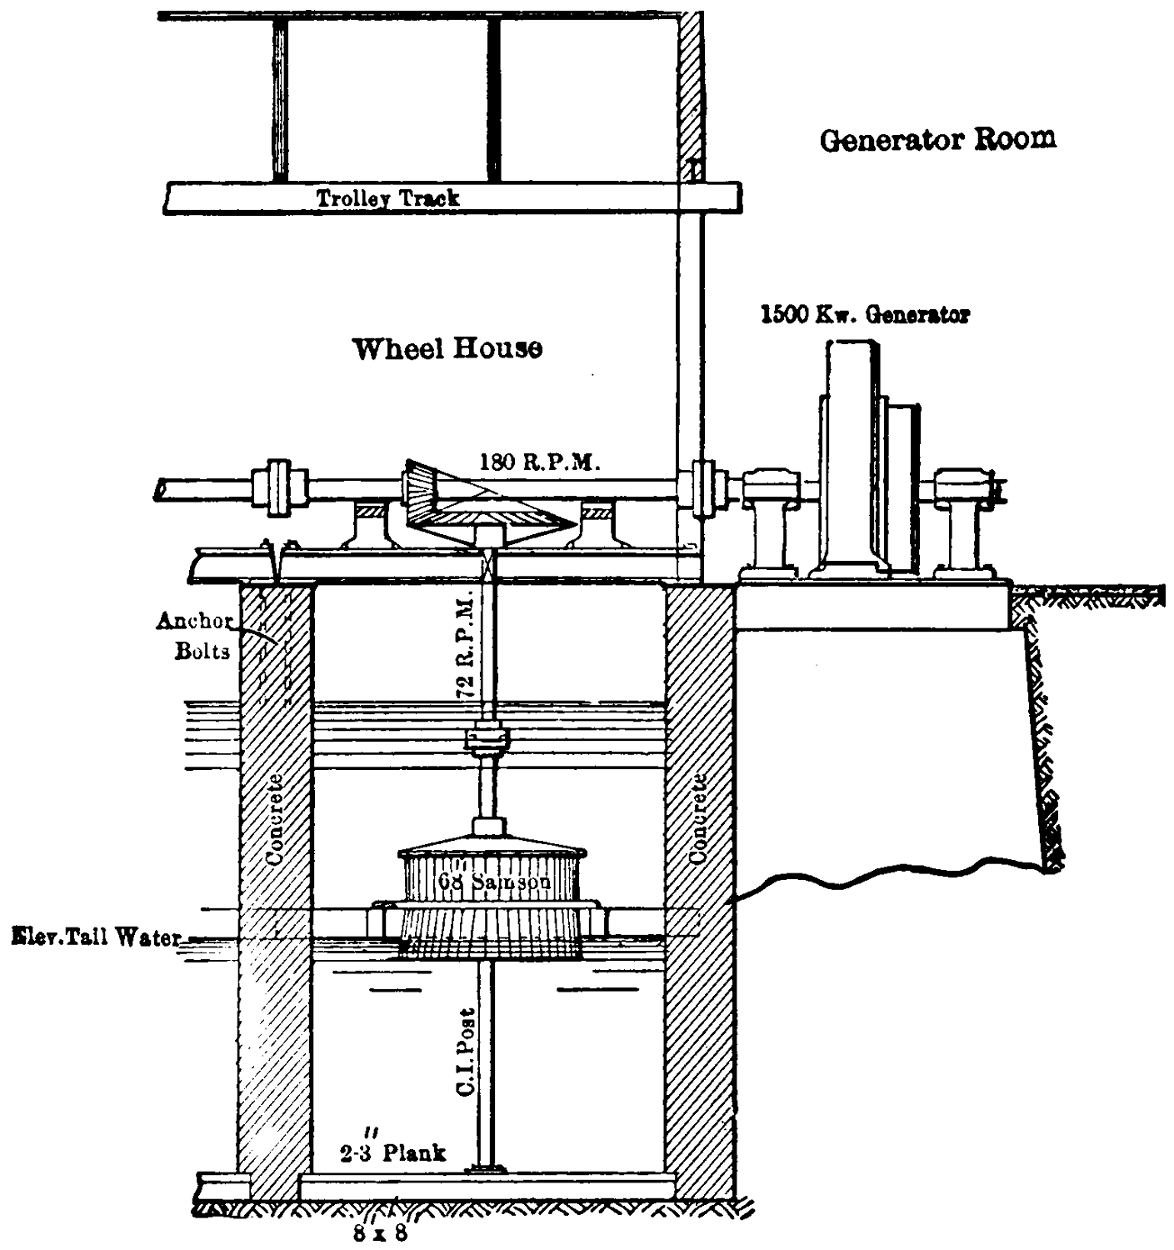 Generator Room
Trolley Track
1500 Kw. Generator
Wheel House
180 R.P.M.
72 R.P.M.
Anchor
Bolts
Concrete
Concrete
68" Samson
Elev. Tail Water
C.I. Post
2-3" Plank
8" x 8"